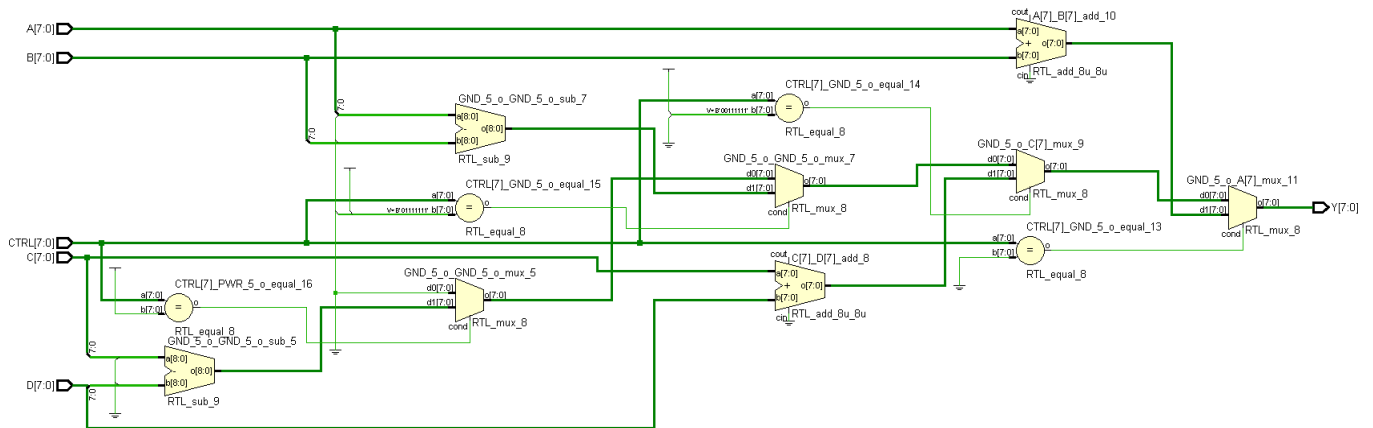 A[7:0]
B[7:0]
CTRL[7:0]
C[7:0]
D[7:0]
cout
A[7]_B[7]_add_10
a[7:0]
+
o[7:0]
b[7:0]
RTL_add_8u_8u
cin
7:0
7:0
GND_5_o_GND_5_o_sub_7
a[8:0]
-
o[8:0]
b[8:0]
RTL_sub_9
CTRL[7]_GND_5_o_equal_14
a[7:0]
=
o
V=B'00111111'
b[7:0]
RTL_equal_8
GND_5_o_C[7]_mux_9
d0[7:0]
o[7:0]
d1[7:0]
RTL_mux_8
cond
GND_5_o_GND_5_o_mux_7
d0[7:0]
o[7:0]
d1[7:0]
RTL_mux_8
cond
GND_5_o_A[7]_mux_11
d0[7:0]
o[7:0]
d1[7:0]
cond
RTL_mux_8
Y[7:0]
CTRL[7]_GND_5_o_equal_15
a[7:0]
=
o
V=B'01111111'
b[7:0]
RTL_equal_8
CTRL[7]_GND_5_o_equal_13
a[7:0]
=
o
b[7:0]
RTL_equal_8
cout
C[7]_D[7]_add_8
a[7:0]
+
o[7:0]
b[7:0]
RTL_add_8u_8u
cin
CTRL[7]_PWR_5_o_equal_16
a[7:0]
=
o
b[7:0]
RTL_equal_8
GND_5_o_GND_5_o_mux_5
d0[7:0]
o[7:0]
d1[7:0]
cond
RTL_mux_8
7:0
7:0
GND_5_o_GND_5_o_sub_5
a[8:0]
-
o[8:0]
b[8:0]
RTL_sub_9